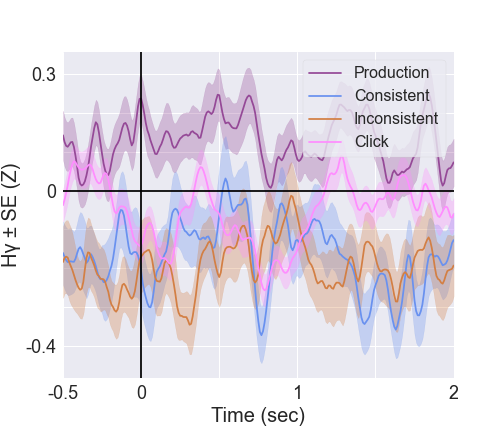 Production
Consistent
Inconsistent
Click
Hγ ± SE (Z)
0.3
0
-0.4
-0.5
0
1
2
Time (sec)